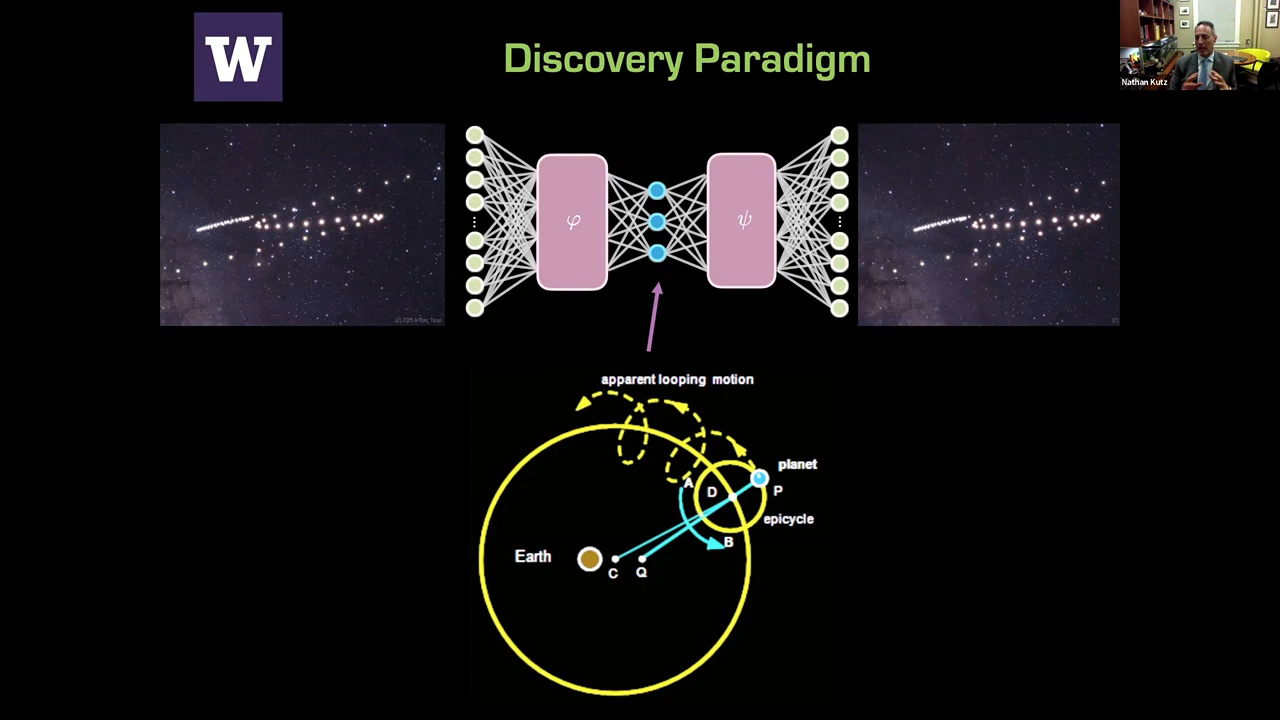 W
Discovery Paradigm
Nathan Kutz
φ
ψ
apparent looping motion
planet
A
D
P
epicycle
B
Earth
C
Q